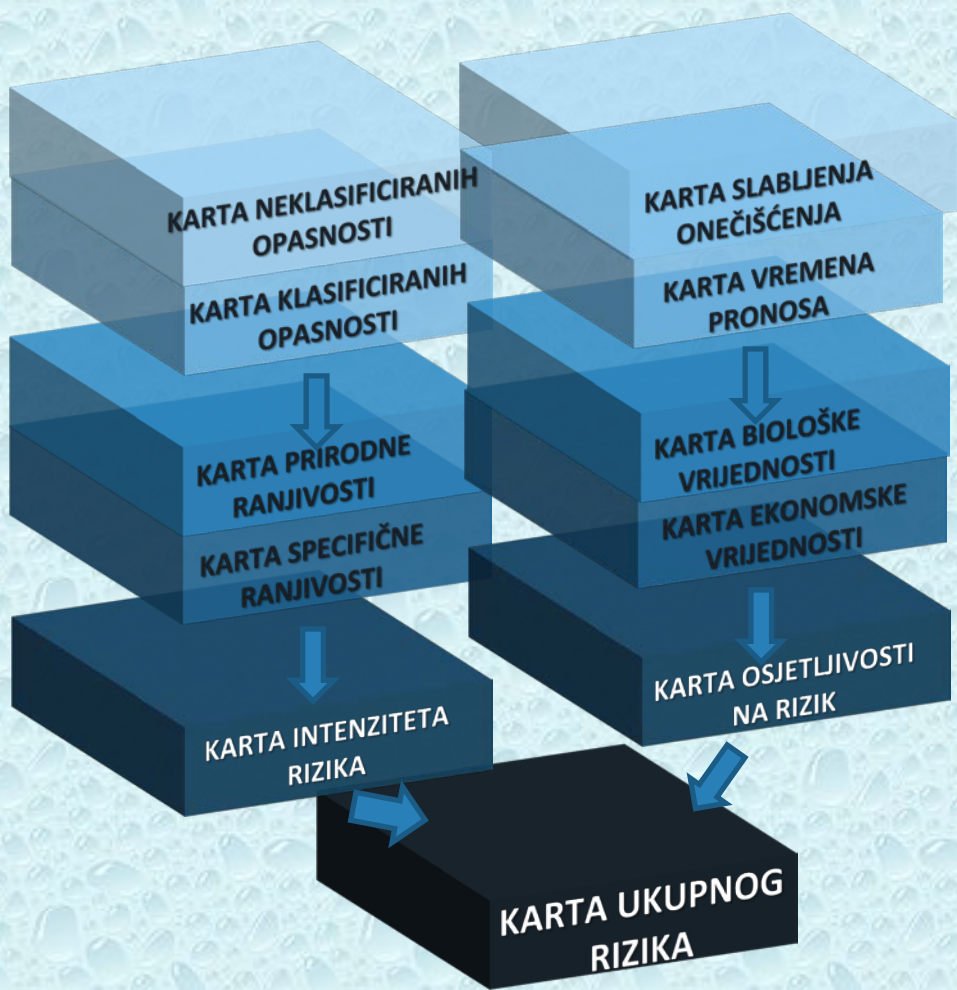 KARTA NEKLASIFICIRANIH
OPASNOSTI
KARTA KLASIFICIRANIH
OPASNOSTI
KARTA PRIRODNE
RANJIVOSTI
KARTA SPECIFIČNE
RANJIVOSTI
KARTA INTENZITETA
RIZIKA
KARTA SLABLJENJA
ONEČIŠĆENJA
KARTA VREMENA
PRONOSA
KARTA BIOLOŠKE
VRIJEDNOSTI
KARTA EKONOMSKE
VRIJEDNOSTI
KARTA OSJETLJIVOSTI
NA RIZIK
KARTA UKUPNOG
RIZIKA